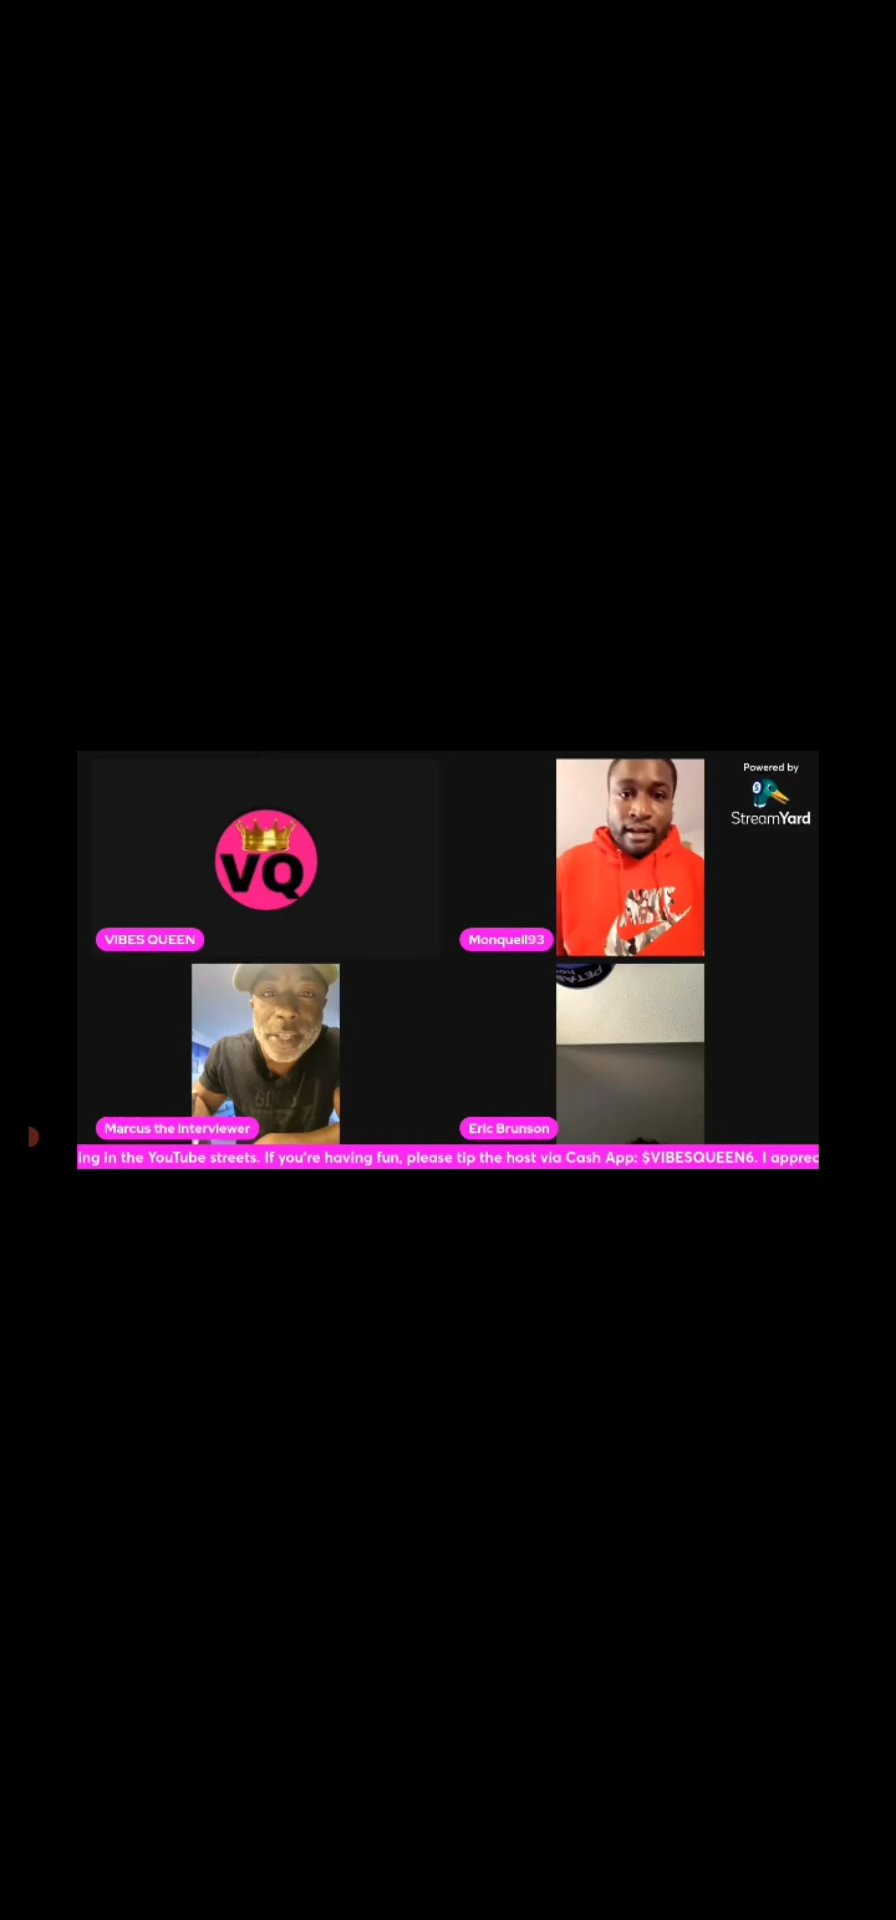 Powered by
StreamYard
VQ
VIBES QUEEN
Monquell93
NIKE
Marcus the Interviewer
Eric Brunson
ing in the YouTube streets. If you're having fun, please tip the host via Cash App: $VIBESQUEEN6. I apprec